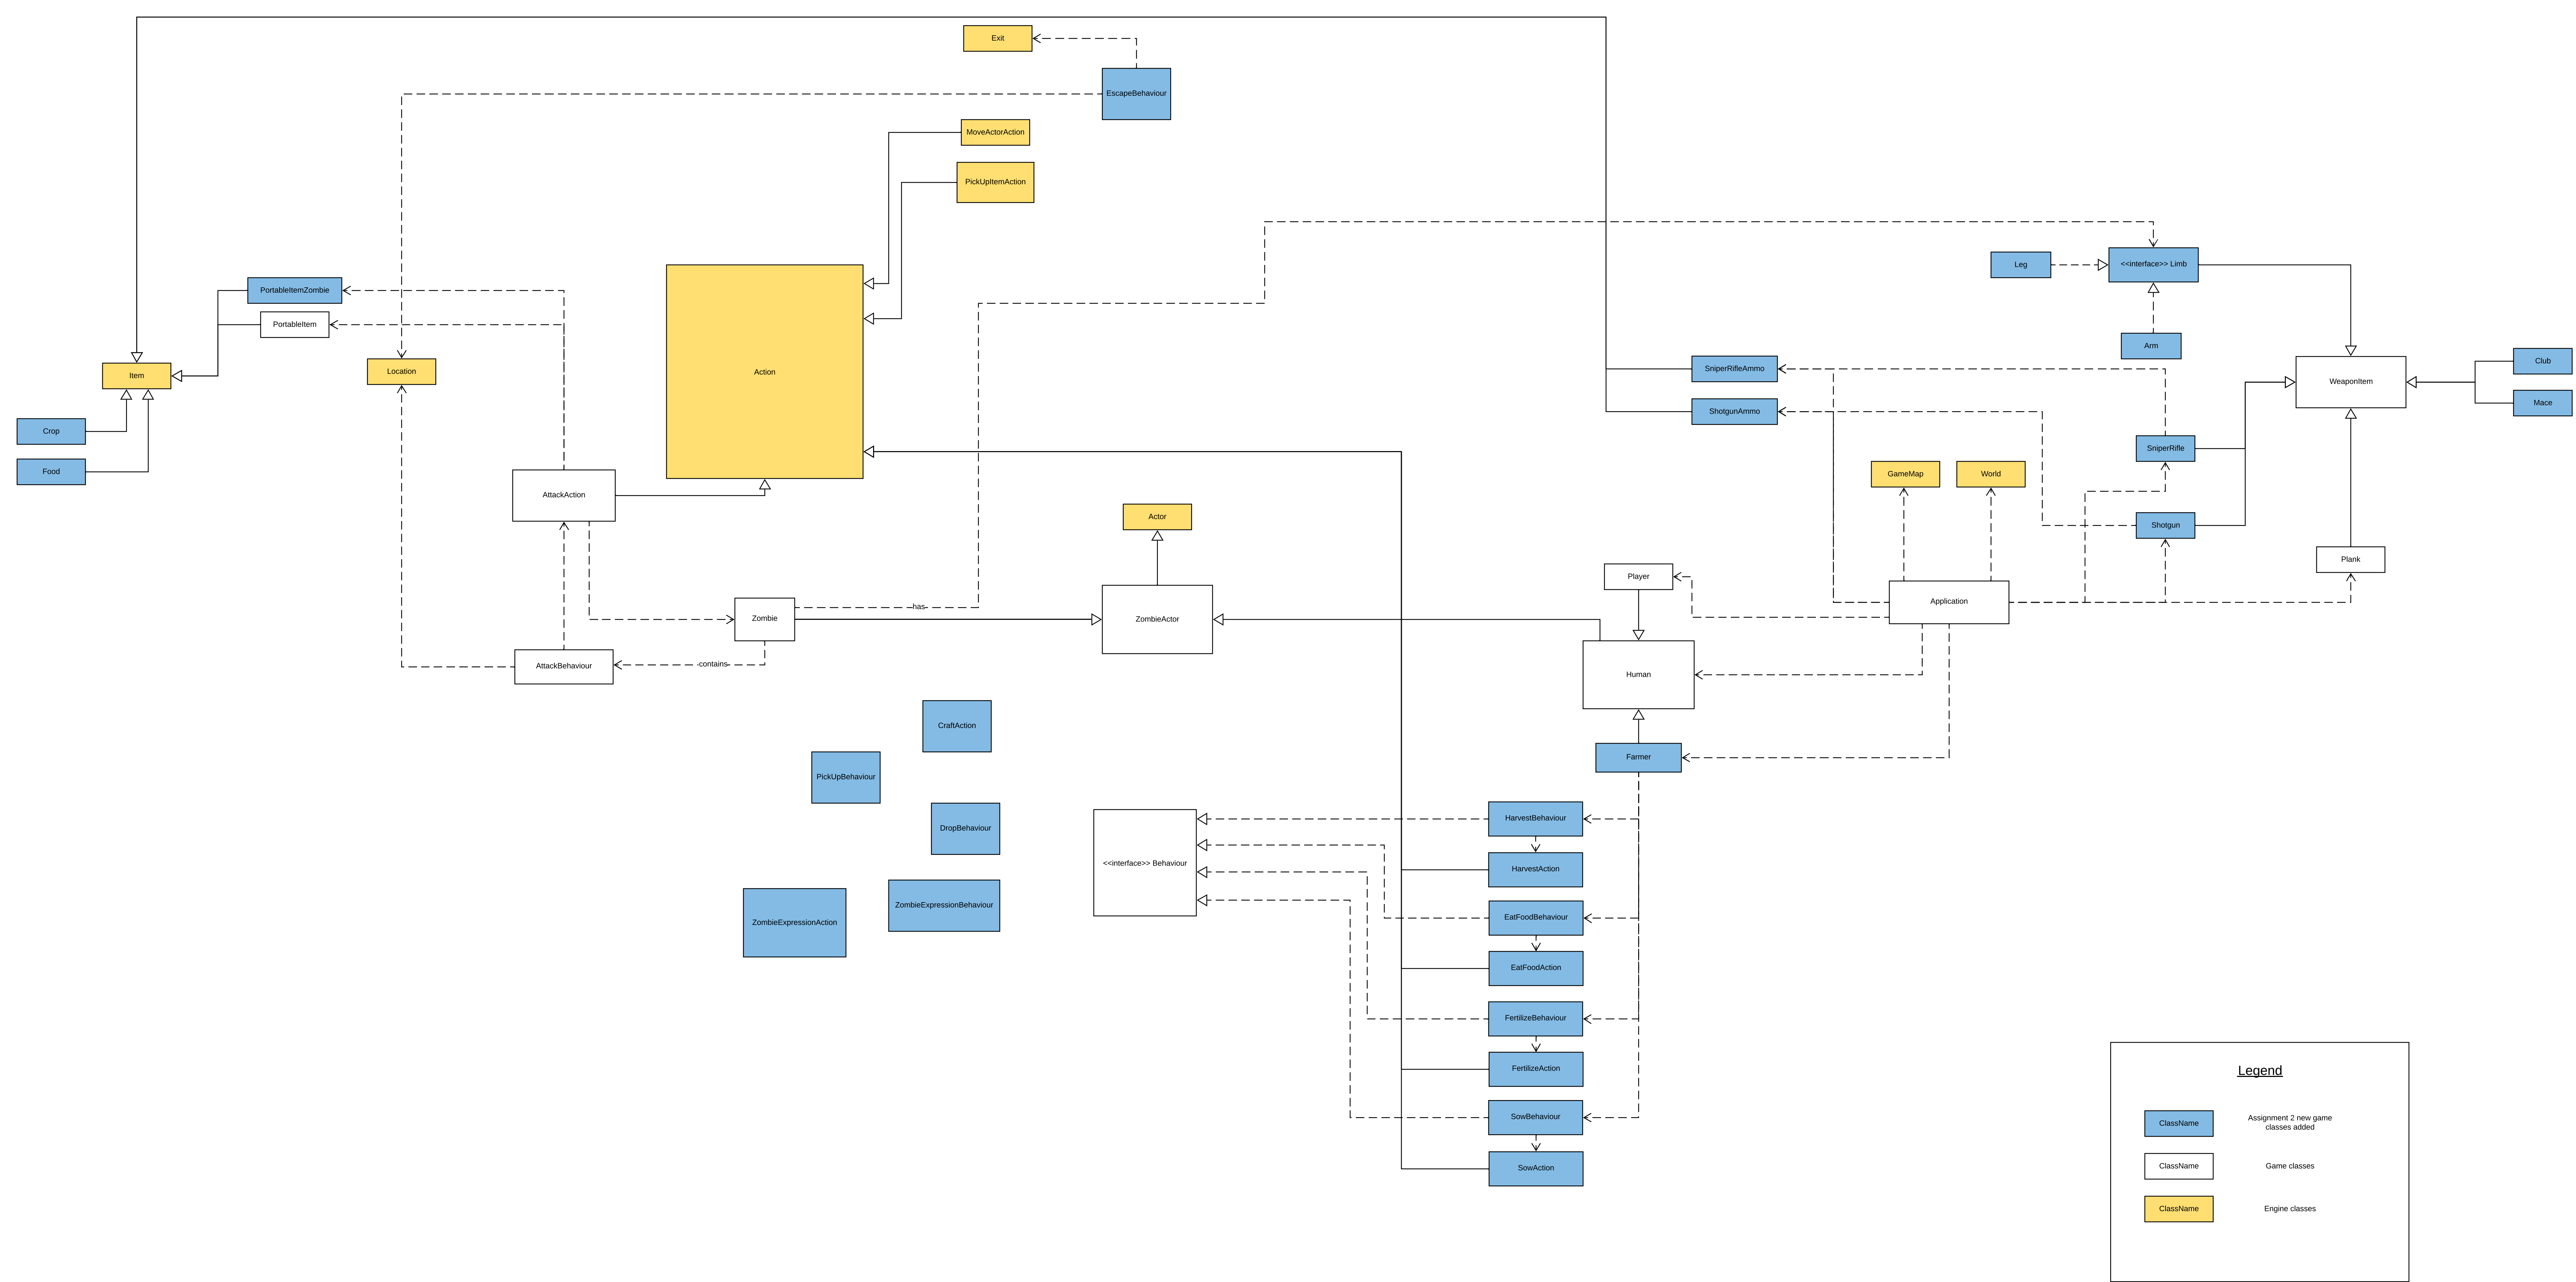 Exit
EscapeBehaviour
MoveActorAction
PickUpItemAction
Leg
<<interface>> Limb
PortableItemZombie
PortableItem
Arm
Item
Location
Action
SniperRifleAmmo
WeaponItem
Club
Mace
ShotgunAmmo
Crop
Food
SniperRifle
GameMap
World
AttackAction
Actor
Shotgun
Plank
Player
Application
has
Zombie
ZombieActor
contains
AttackBehaviour
Human
CraftAction
Farmer
PickUpBehaviour
DropBehaviour
HarvestBehaviour
<<interface>> Behaviour
HarvestAction
ZombieExpressionBehaviour
ZombieExpressionAction
EatFoodBehaviour
EatFoodAction
FertilizeBehaviour
FertilizeAction
SowBehaviour
SowAction
Legend
ClassName
Assignment 2 new game
classes added
ClassName
Game classes
ClassName
Engine classes